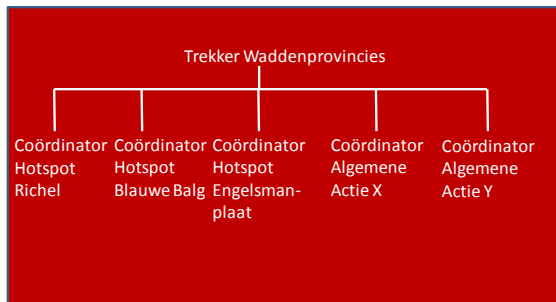 Trekker Waddenprovincies
Coördinator
Hotspot
Richel
Coördinator
Hotspot
Blauwe Balg
Coördinator
Hotspot
Engelsman-
plaat
Coördinator
Algemene
Actie X
Coördinator
Algemene
Actie Y